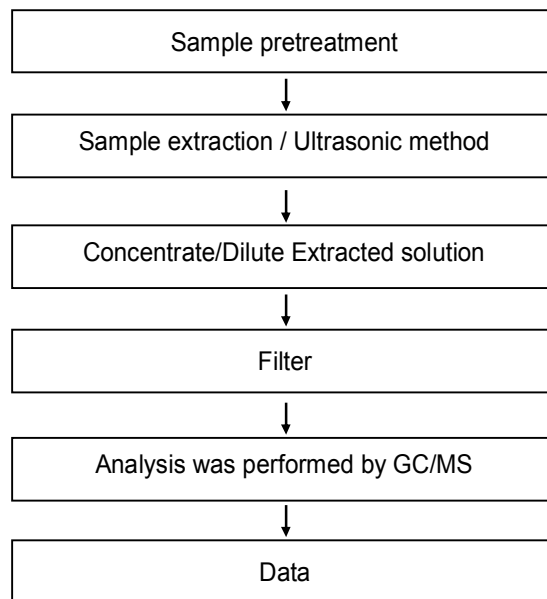 Sample pretreatment
Sample extraction / Ultrasonic method
Concentrate/Dilute Extracted solution
Filter
Analysis was performed by GC/MS
Data